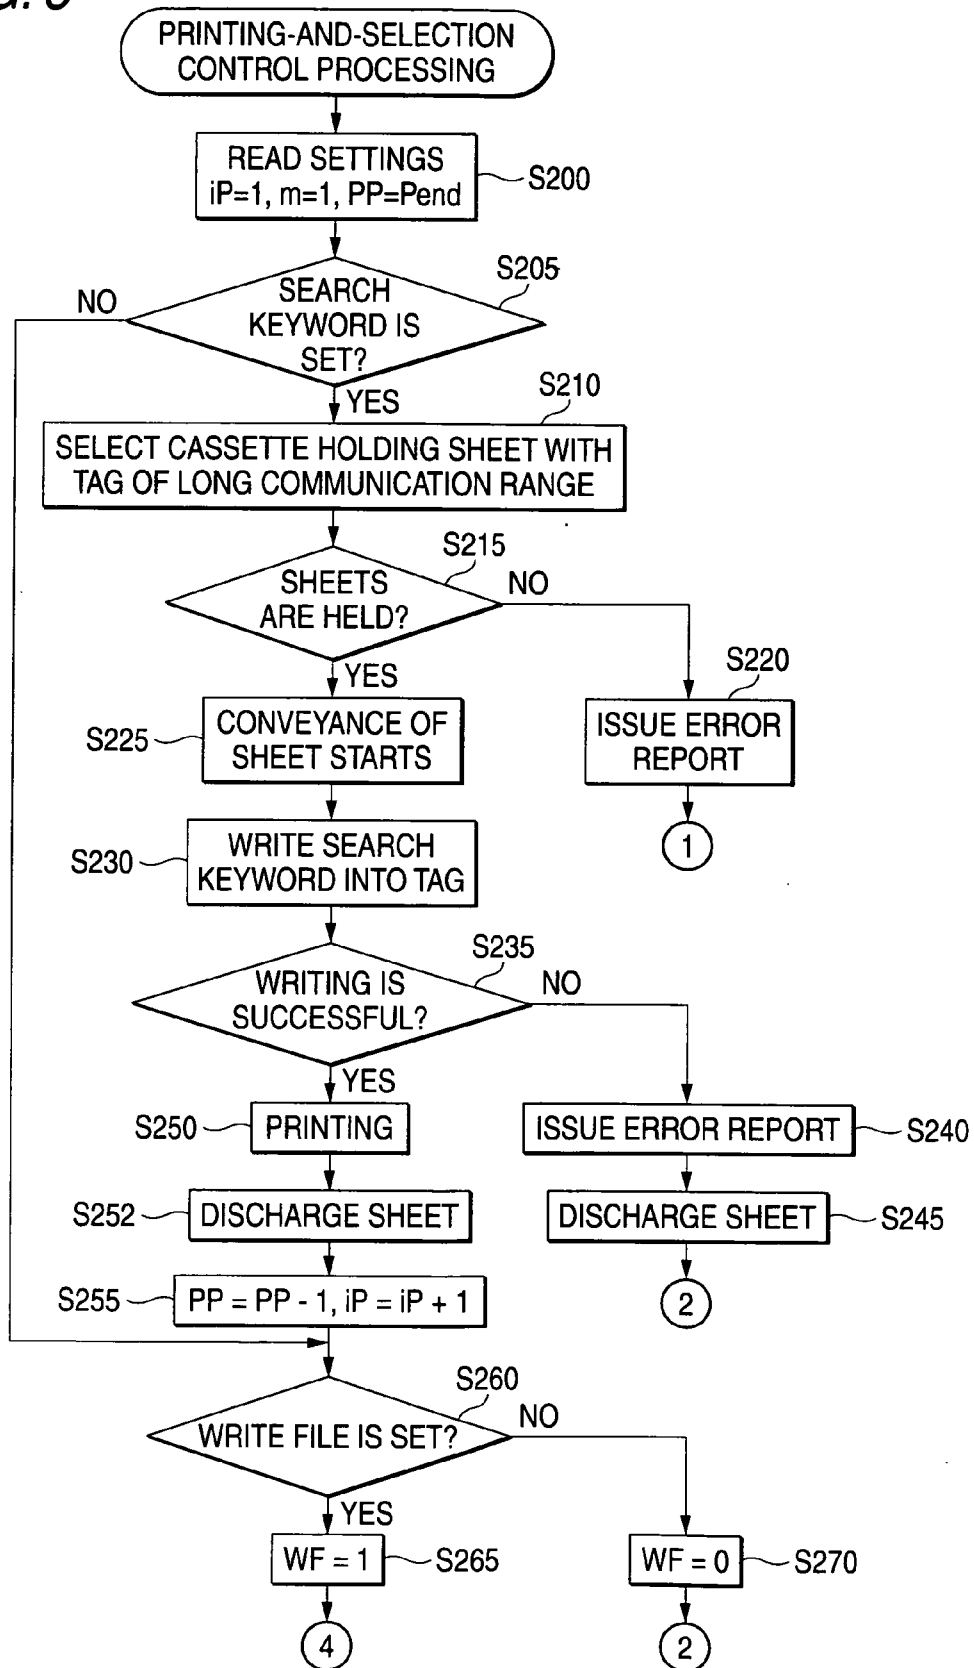 PRINTING-AND-SELECTION
CONTROL PROCESSING
READ SETTINGS
iP=1, m=1, PP=Pend
S200
SEARCH
KEYWORD IS
SET?
S205
NO
YES
S210
SELECT CASSETTE HOLDING SHEET WITH
TAG OF LONG COMMUNICATION RANGE
S215
SHEETS
ARE HELD?
NO
YES
S220
ISSUE ERROR
REPORT
1
S225
CONVEYANCE OF
SHEET STARTS
S230
WRITE SEARCH
KEYWORD INTO TAG
S235
WRITING IS
SUCCESSFUL?
NO
YES
S250
PRINTING
ISSUE ERROR REPORT
S240
S252
DISCHARGE SHEET
DISCHARGE SHEET
S245
S255
PP = PP - 1, iP = iP + 1
2
S260
WRITE FILE IS SET?
NO
YES
WF = 1
S265
WF = 0
S270
4
2